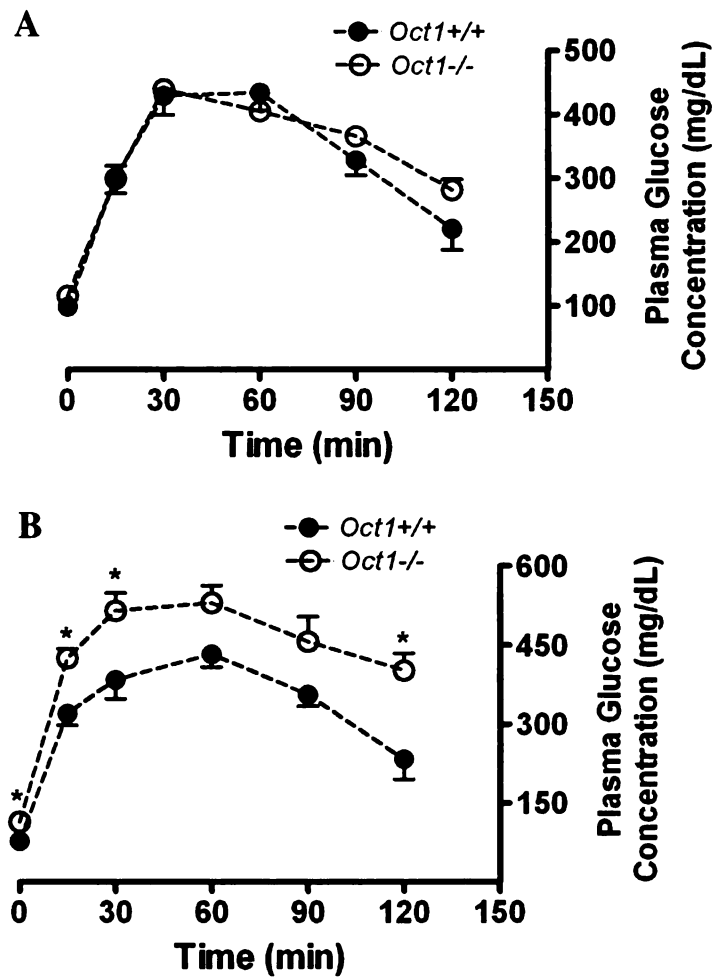 A
Oct1+/+
Oct1-/-
500
400
300
200
100
Plasma Glucose
Concentration (mg/dL)
0 30 60 90 120 150
Time (min)
B
Oct1+/+
Oct1-/-
600
450
300
150
* * * *
Plasma Glucose
Concentration (mg/dL)
0 30 60 90 120 150
Time (min)